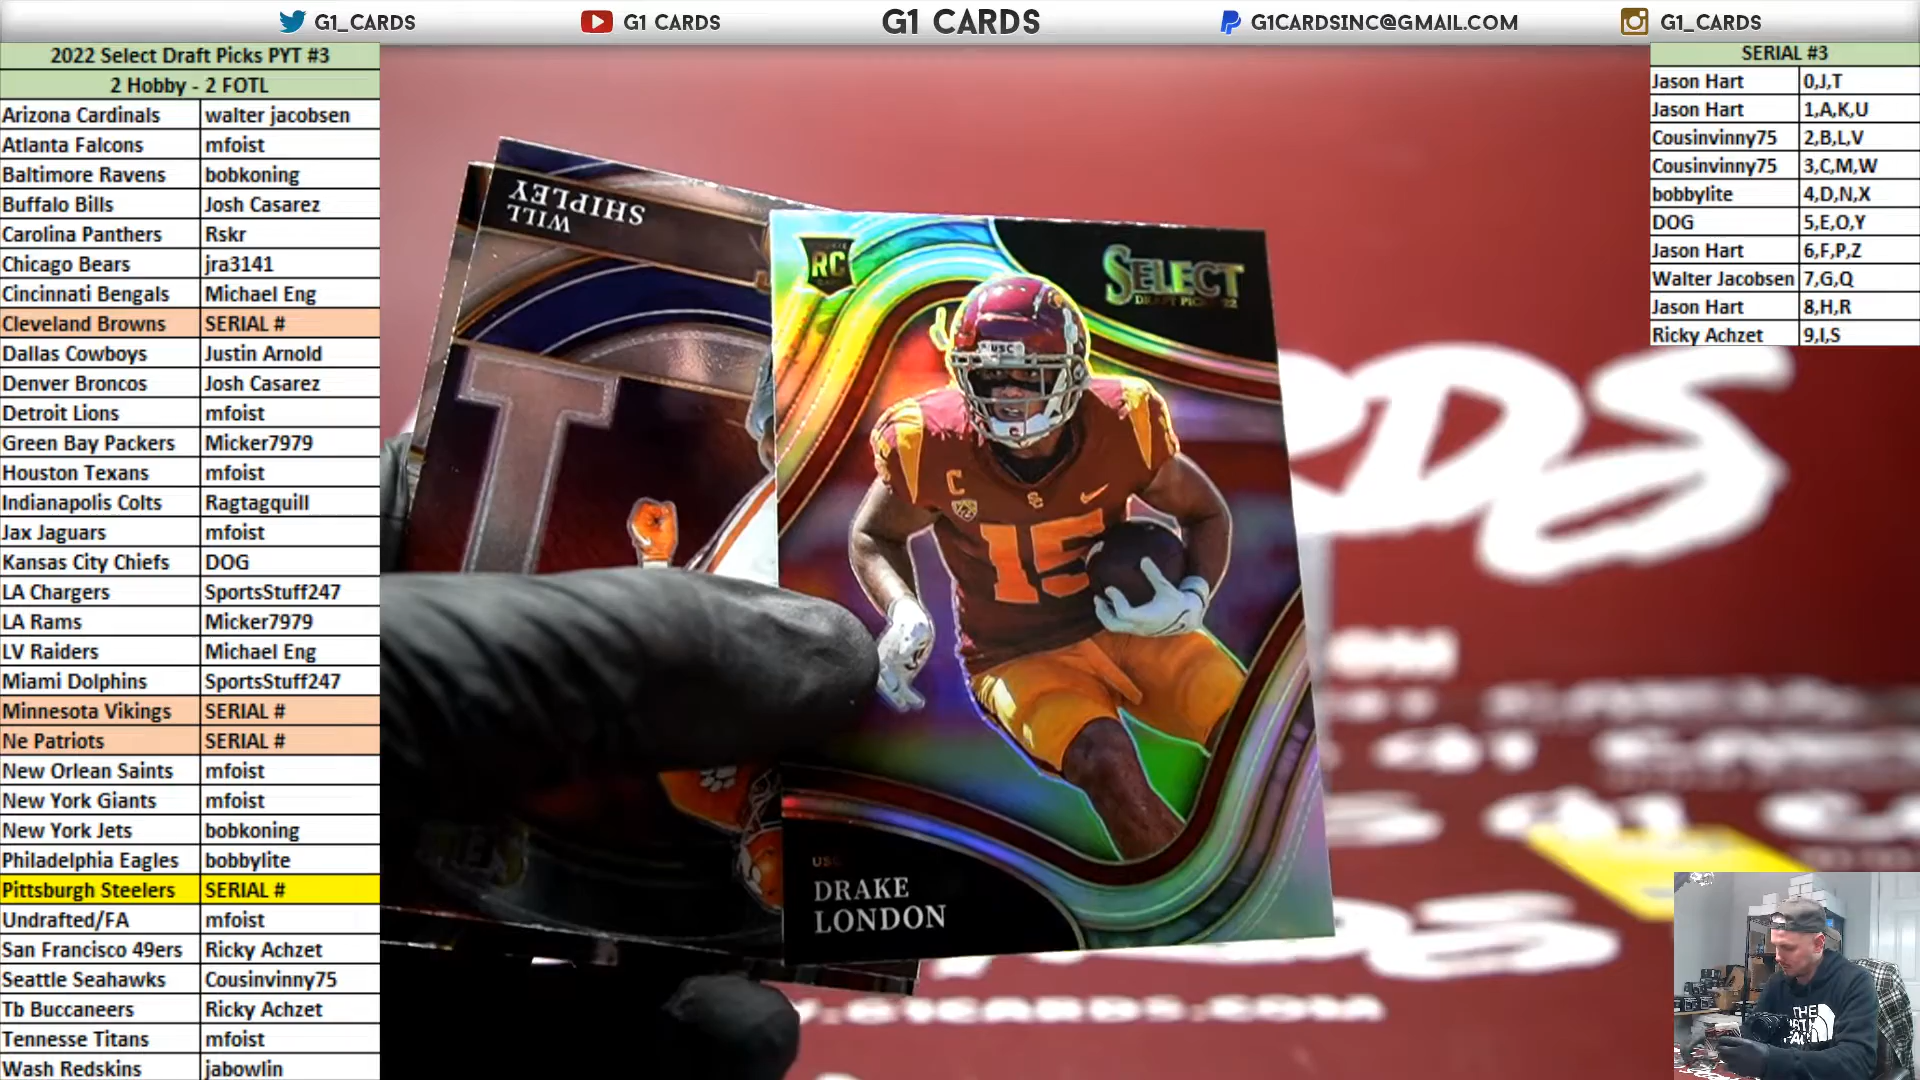 G1_CARDS
G1 CARDS
G1 CARDS
G1CARDSINC@GMAIL.COM
G1_CARDS
2022 Select Draft Picks PYT #3
2 Hobby - 2 FOTL
Arizona Cardinals walter jacobsen
Atlanta Falcons mfoist
Baltimore Ravens bobkoning
Buffalo Bills Josh Casarez
Carolina Panthers Rskr
Chicago Bears jra3141
Cincinnati Bengals Michael Eng
Cleveland Browns SERIAL #
Dallas Cowboys Justin Arnold
Denver Broncos Josh Casarez
Detroit Lions mfoist
Green Bay Packers Micker7979
Houston Texans mfoist
Indianapolis Colts Ragtagquill
Jax Jaguars mfoist
Kansas City Chiefs DOG
LA Chargers SportsStuff247
LA Rams Micker7979
LV Raiders Michael Eng
Miami Dolphins SportsStuff247
Minnesota Vikings SERIAL #
Ne Patriots SERIAL #
New Orlean Saints mfoist
New York Giants mfoist
New York Jets bobkoning
Philadelphia Eagles bobbylite
Pittsburgh Steelers SERIAL #
Undrafted/FA mfoist
San Francisco 49ers Ricky Achzet
Seattle Seahawks Cousinvinny75
Tb Buccaneers Ricky Achzet
Tennesse Titans mfoist
Wash Redskins jabowlin
SERIAL #3
Jason Hart 0,J,T
Jason Hart 1,A,K,U
Cousinvinny75 2,B,L,V
Cousinvinny75 3,C,M,W
bobbylite 4,D,N,X
DOG 5,E,O,Y
Jason Hart 6,F,P,Z
Walter Jacobsen 7,G,Q
Jason Hart 8,H,R
Ricky Achzet 9,I,S
WILL
SHIPLEY
RC
SELECT
DRAFT PICKS '22
USC
C
SC
15
USC
DRAKE
LONDON
THE